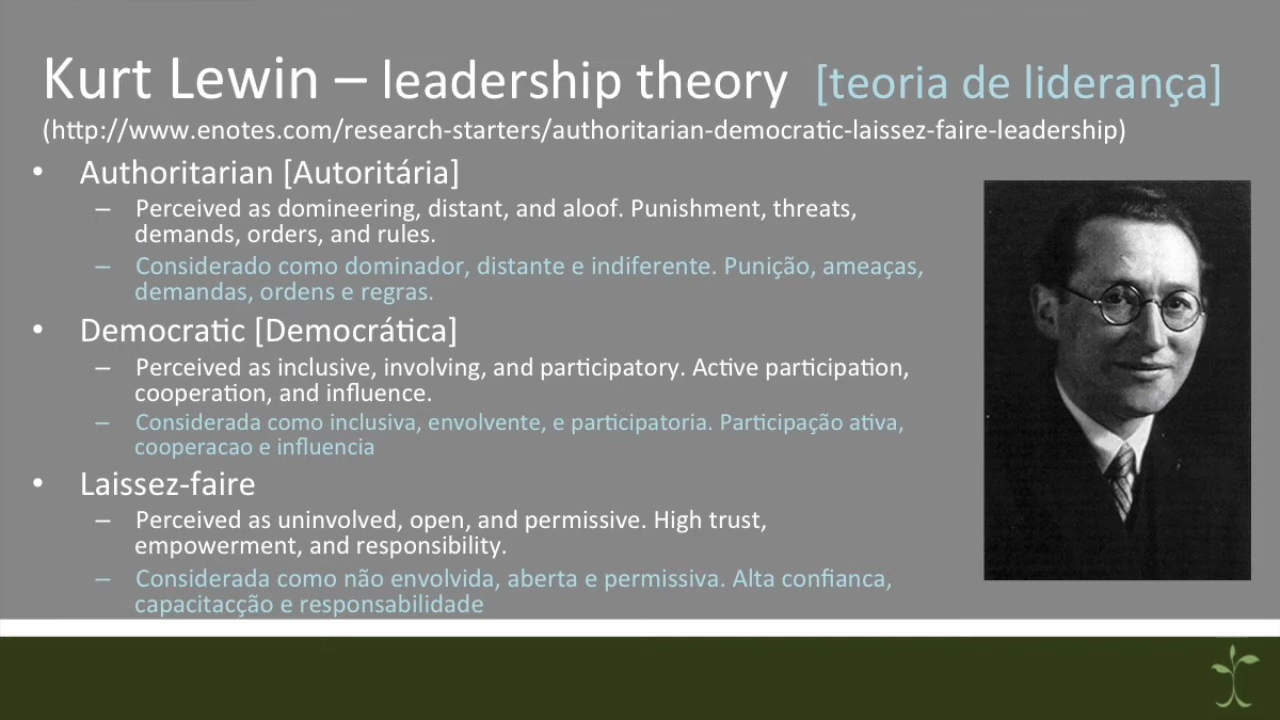 Kurt Lewin – leadership theory [teoria de liderança]
(http://www.enotes.com/research-starters/authoritarian-democratic-laissez-faire-leadership)
• Authoritarian [Autoritária]
– Perceived as domineering, distant, and aloof. Punishment, threats,
demands, orders, and rules.
– Considerado como dominador, distante e indiferente. Punição, ameaças,
demandas, ordens e regras.
• Democratic [Democrática]
– Perceived as inclusive, involving, and participatory. Active participation,
cooperation, and influence.
– Considerada como inclusiva, envolvente, e participatoria. Participação ativa,
cooperacao e influencia
• Laissez-faire
– Perceived as uninvolved, open, and permissive. High trust,
empowerment, and responsibility.
– Considerada como não envolvida, aberta e permissiva. Alta confianca,
capacitacção e responsabilidade